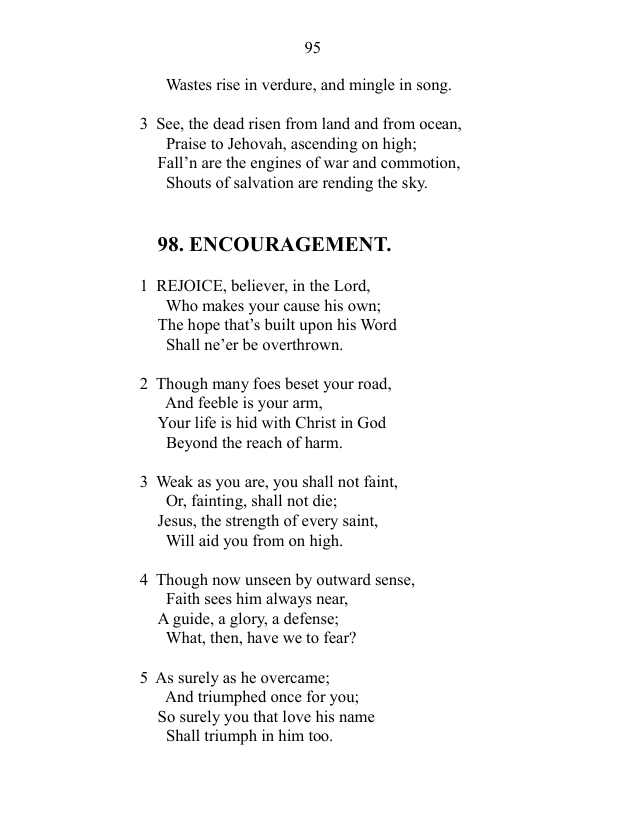 95
Wastes rise in verdure, and mingle in song.
3 See, the dead risen from land and from ocean,
Praise to Jehovah, ascending on high;
Fall’n are the engines of war and commotion,
Shouts of salvation are rending the sky.
98. ENCOURAGEMENT.
1 REJOICE, believer, in the Lord,
Who makes your cause his own;
The hope that’s built upon his Word
Shall ne’er be overthrown.
2 Though many foes beset your road,
And feeble is your arm,
Your life is hid with Christ in God
Beyond the reach of harm.
3 Weak as you are, you shall not faint,
Or, fainting, shall not die;
Jesus, the strength of every saint,
Will aid you from on high.
4 Though now unseen by outward sense,
Faith sees him always near,
A guide, a glory, a defense;
What, then, have we to fear?
5 As surely as he overcame;
And triumphed once for you;
So surely you that love his name
Shall triumph in him too.